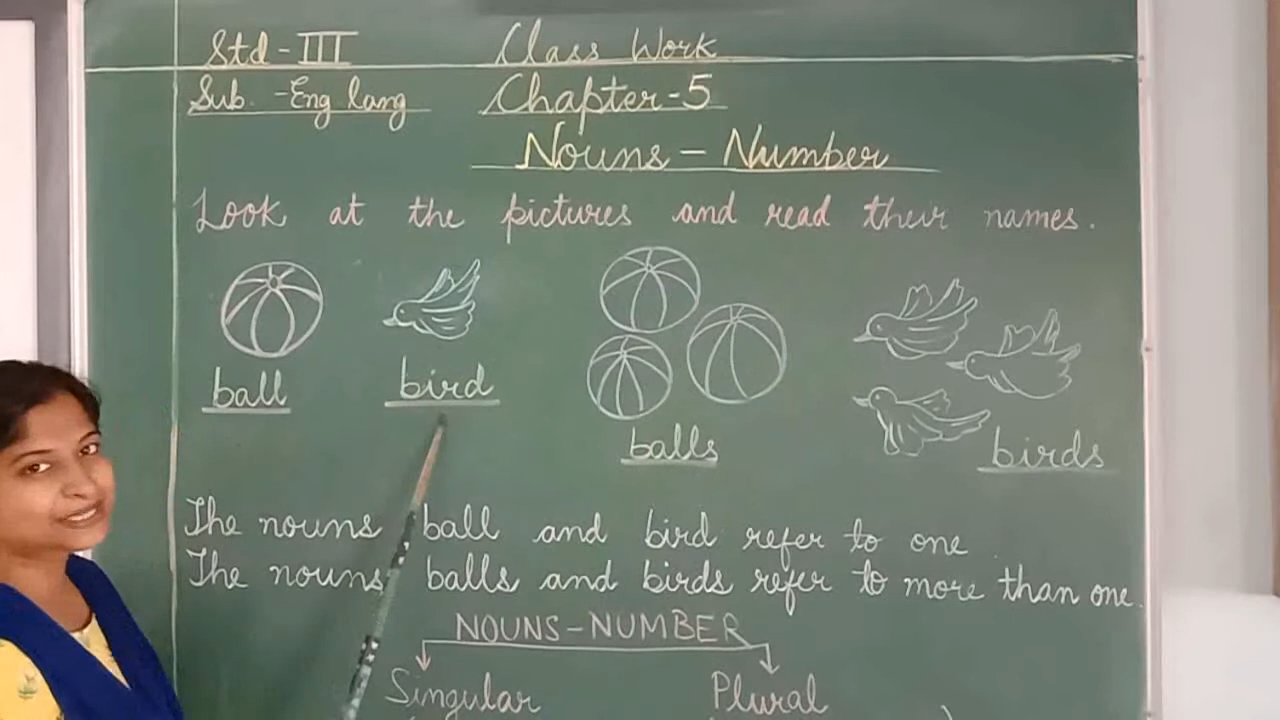 Std - III Class Work
Sub. - Eng lang Chapter-5
Nouns - Number
Look at the pictures and read their names.
ball bird balls birds
The nouns ball and bird refer to one
The nouns balls and birds refer to more than one.
NOUNS-NUMBER
Singular Plural